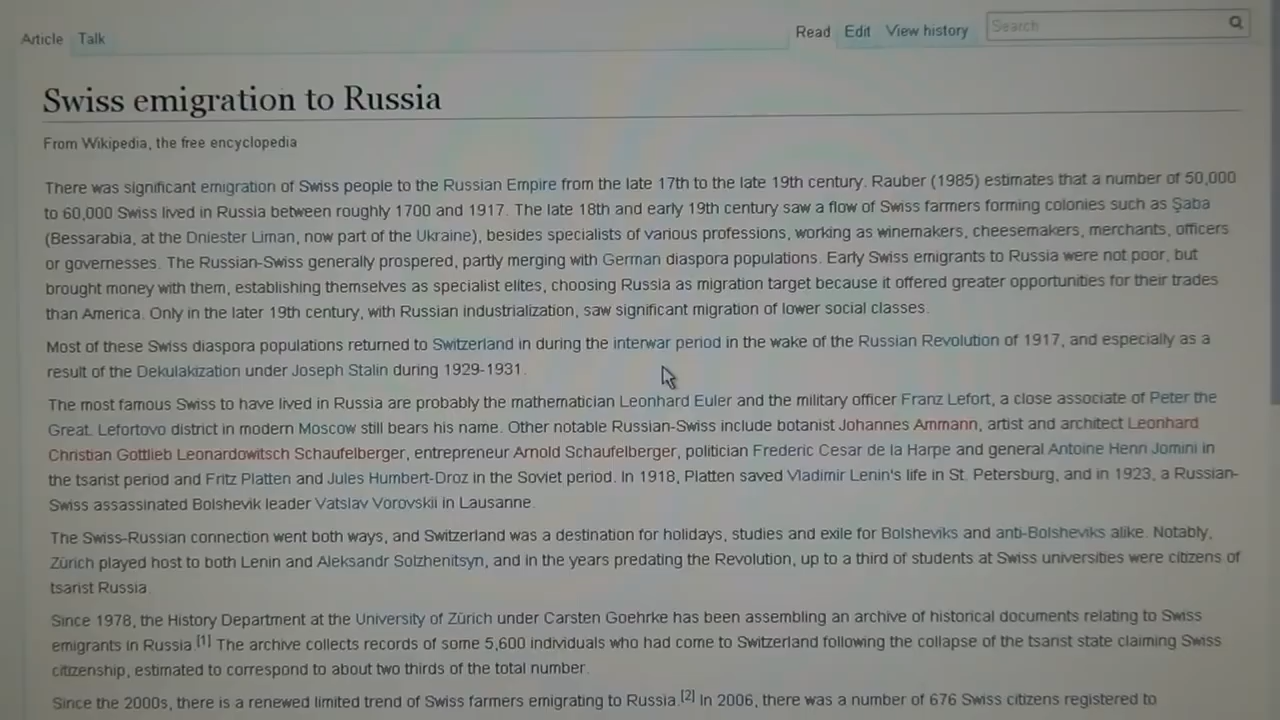 Article Talk Read Edit View history Search
Swiss emigration to Russia
From Wikipedia, the free encyclopedia
There was significant emigration of Swiss people to the Russian Empire from the late 17th to the late 19th century. Rauber (1985) estimates that a number of 50,000
to 60,000 Swiss lived in Russia between roughly 1700 and 1917. The late 18th and early 19th century saw a flow of Swiss farmers forming colonies such as Şaba
(Bessarabia, at the Dniester Liman, now part of the Ukraine), besides specialists of various professions, working as winemakers, cheesemakers, merchants, officers
or governesses. The Russian-Swiss generally prospered, partly merging with German diaspora populations. Early Swiss emigrants to Russia were not poor, but
brought money with them, establishing themselves as specialist elites, choosing Russia as migration target because it offered greater opportunities for their trades
than America. Only in the later 19th century, with Russian industrialization, saw significant migration of lower social classes.
Most of these Swiss diaspora populations returned to Switzerland in during the interwar period in the wake of the Russian Revolution of 1917, and especially as a
result of the Dekulakization under Joseph Stalin during 1929-1931.
The most famous Swiss to have lived in Russia are probably the mathematician Leonhard Euler and the military officer Franz Lefort, a close associate of Peter the
Great. Lefortovo district in modern Moscow still bears his name. Other notable Russian-Swiss include botanist Johannes Ammann, artist and architect Leonhard
Christian Gottlieb Leonardowitsch Schaufelberger, entrepreneur Arnold Schaufelberger, politician Frederic Cesar de la Harpe and general Antoine Henri Jomini in
the tsarist period and Fritz Platten and Jules Humbert-Droz in the Soviet period. In 1918, Platten saved Vladimir Lenin's life in St. Petersburg, and in 1923, a Russian-
Swiss assassinated Bolshevik leader Vatslav Vorovskii in Lausanne.
The Swiss-Russian connection went both ways, and Switzerland was a destination for holidays, studies and exile for Bolsheviks and anti-Bolsheviks alike. Notably,
Zürich played host to both Lenin and Aleksandr Solzhenitsyn, and in the years predating the Revolution, up to a third of students at Swiss universities were citizens of
tsarist Russia.
Since 1978, the History Department at the University of Zürich under Carsten Goehrke has been assembling an archive of historical documents relating to Swiss
emigrants in Russia.[1] The archive collects records of some 5,600 individuals who had come to Switzerland following the collapse of the tsarist state claiming Swiss
citizenship, estimated to correspond to about two thirds of the total number.
Since the 2000s, there is a renewed limited trend of Swiss farmers emigrating to Russia.[2] In 2006, there was a number of 676 Swiss citizens registered to